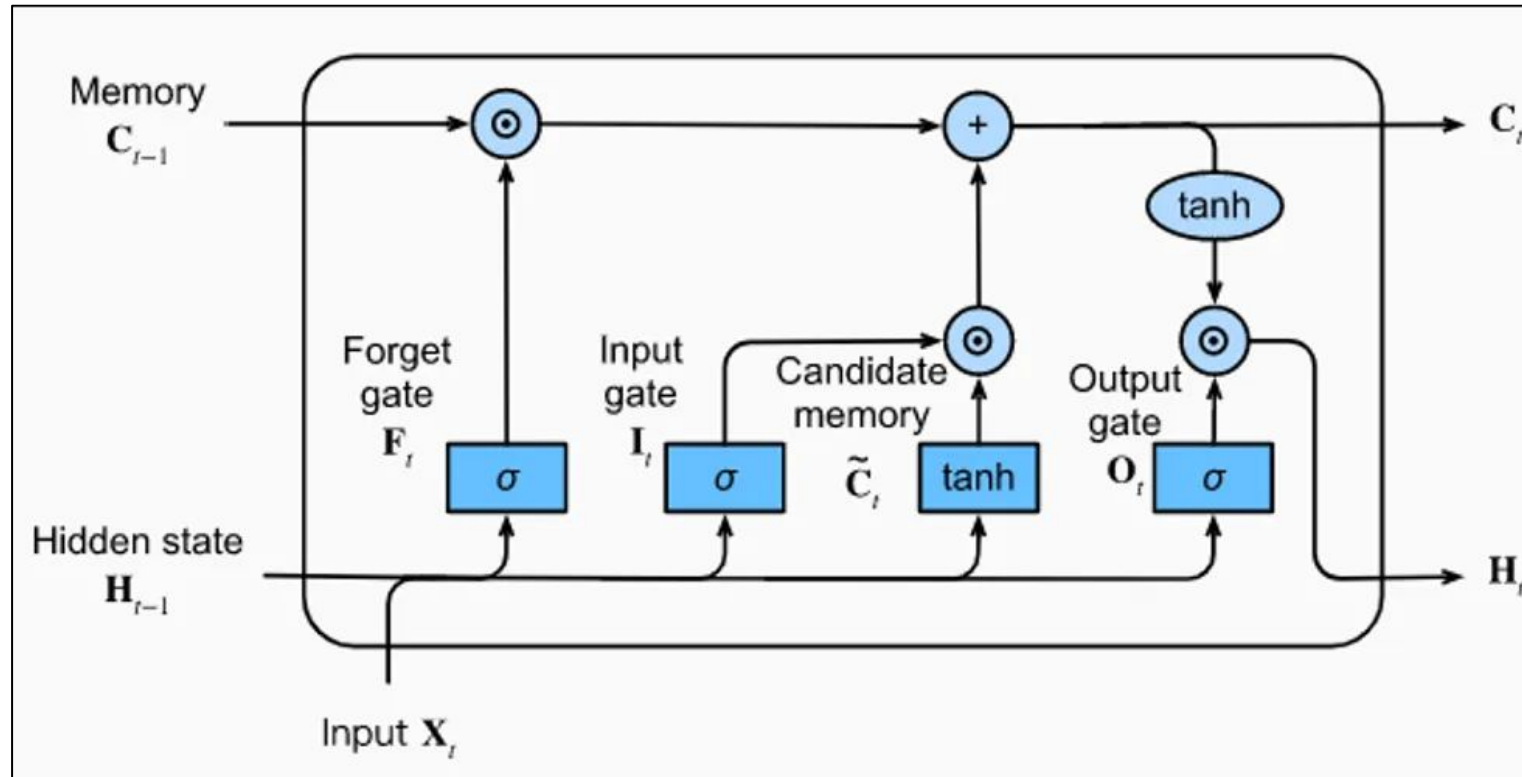 Memory
C_{t−1}
⊙
+
C_t
tanh
Forget
gate
F_t
Input
gate
I_t
Candidate
memory
C̃_t
⊙
Output
gate
O_t
⊙
σ
σ
tanh
σ
Hidden state
H_{t−1}
H_t
Input X_t